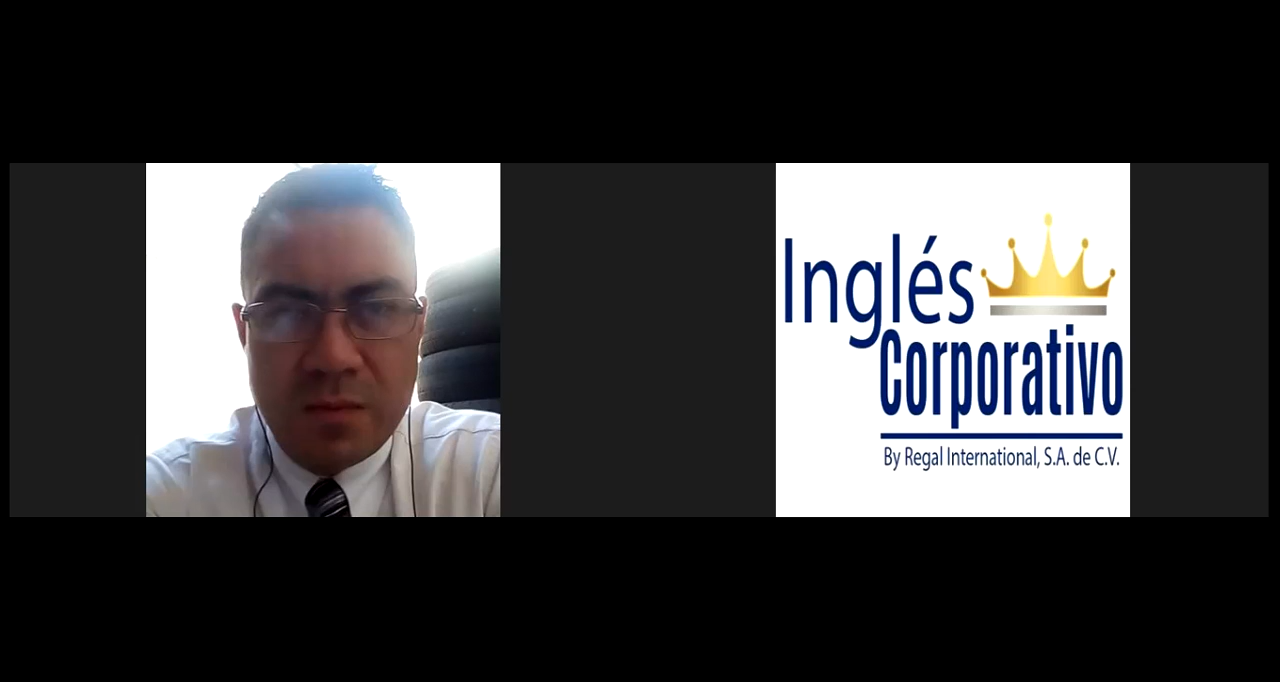 Inglés
Corporativo
By Regal International, S.A. de C.V.